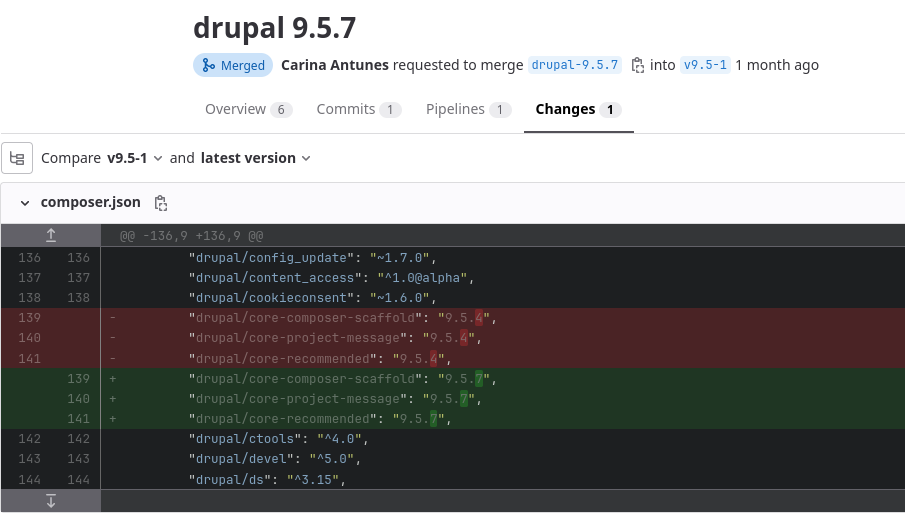 drupal 9.5.7
Merged Carina Antunes requested to merge drupal-9.5.7 into v9.5-1 1 month ago
Overview 6 Commits 1 Pipelines 1 Changes 1
Compare v9.5-1 and latest version
composer.json
@@ -136,9 +136,9 @@
136 136 "drupal/config_update": "~1.7.0",
137 137 "drupal/content_access": "^1.0@alpha",
138 138 "drupal/cookieconsent": "~1.6.0",
139 - "drupal/core-composer-scaffold": "9.5.4",
140 - "drupal/core-project-message": "9.5.4",
141 - "drupal/core-recommended": "9.5.4",
139 + "drupal/core-composer-scaffold": "9.5.7",
140 + "drupal/core-project-message": "9.5.7",
141 + "drupal/core-recommended": "9.5.7",
142 142 "drupal/ctools": "^4.0",
143 143 "drupal/devel": "^5.0",
144 144 "drupal/ds": "^3.15",